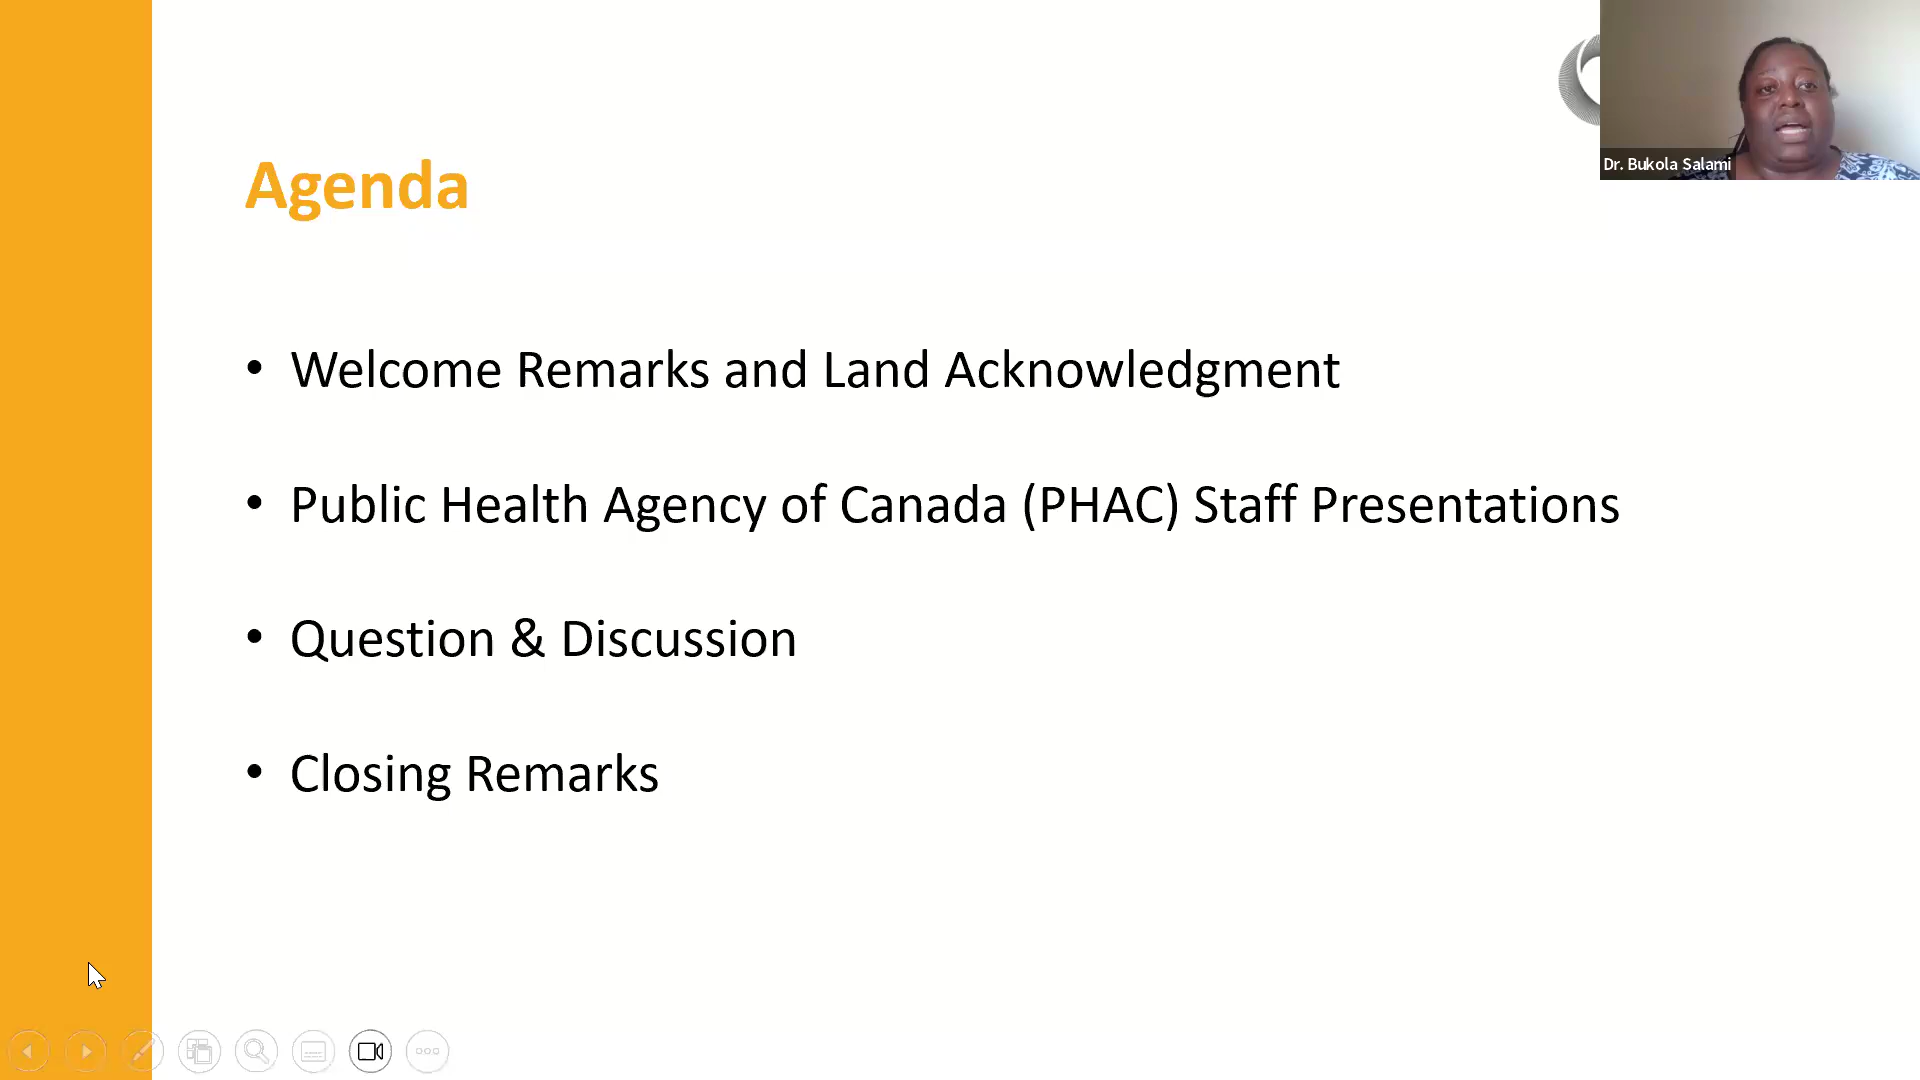 Dr. Bukola Salami
Agenda
• Welcome Remarks and Land Acknowledgment
• Public Health Agency of Canada (PHAC) Staff Presentations
• Question & Discussion
• Closing Remarks